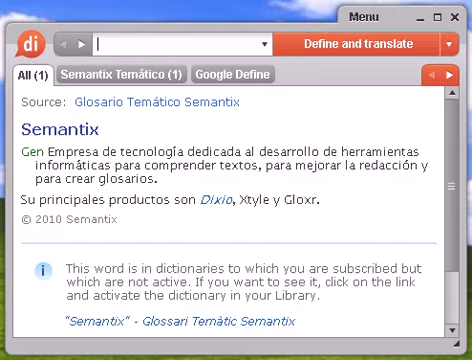 Menu
di
Define and translate
All (1)
Semantix Temático (1)
Google Define
Source: Glosario Temático Semantix
Semantix
Gen Empresa de tecnología dedicada al desarrollo de herramientas
informáticas para comprender textos, para mejorar la redacción y
para crear glosarios.
Su principales productos son Dixio, Xtyle y Gloxr.
© 2010 Semantix
i
This word is in dictionaries to which you are subscribed but
which are not active. If you want to see it, click on the link
and activate the dictionary in your Library.
"Semantix" - Glossari Temàtic Semantix